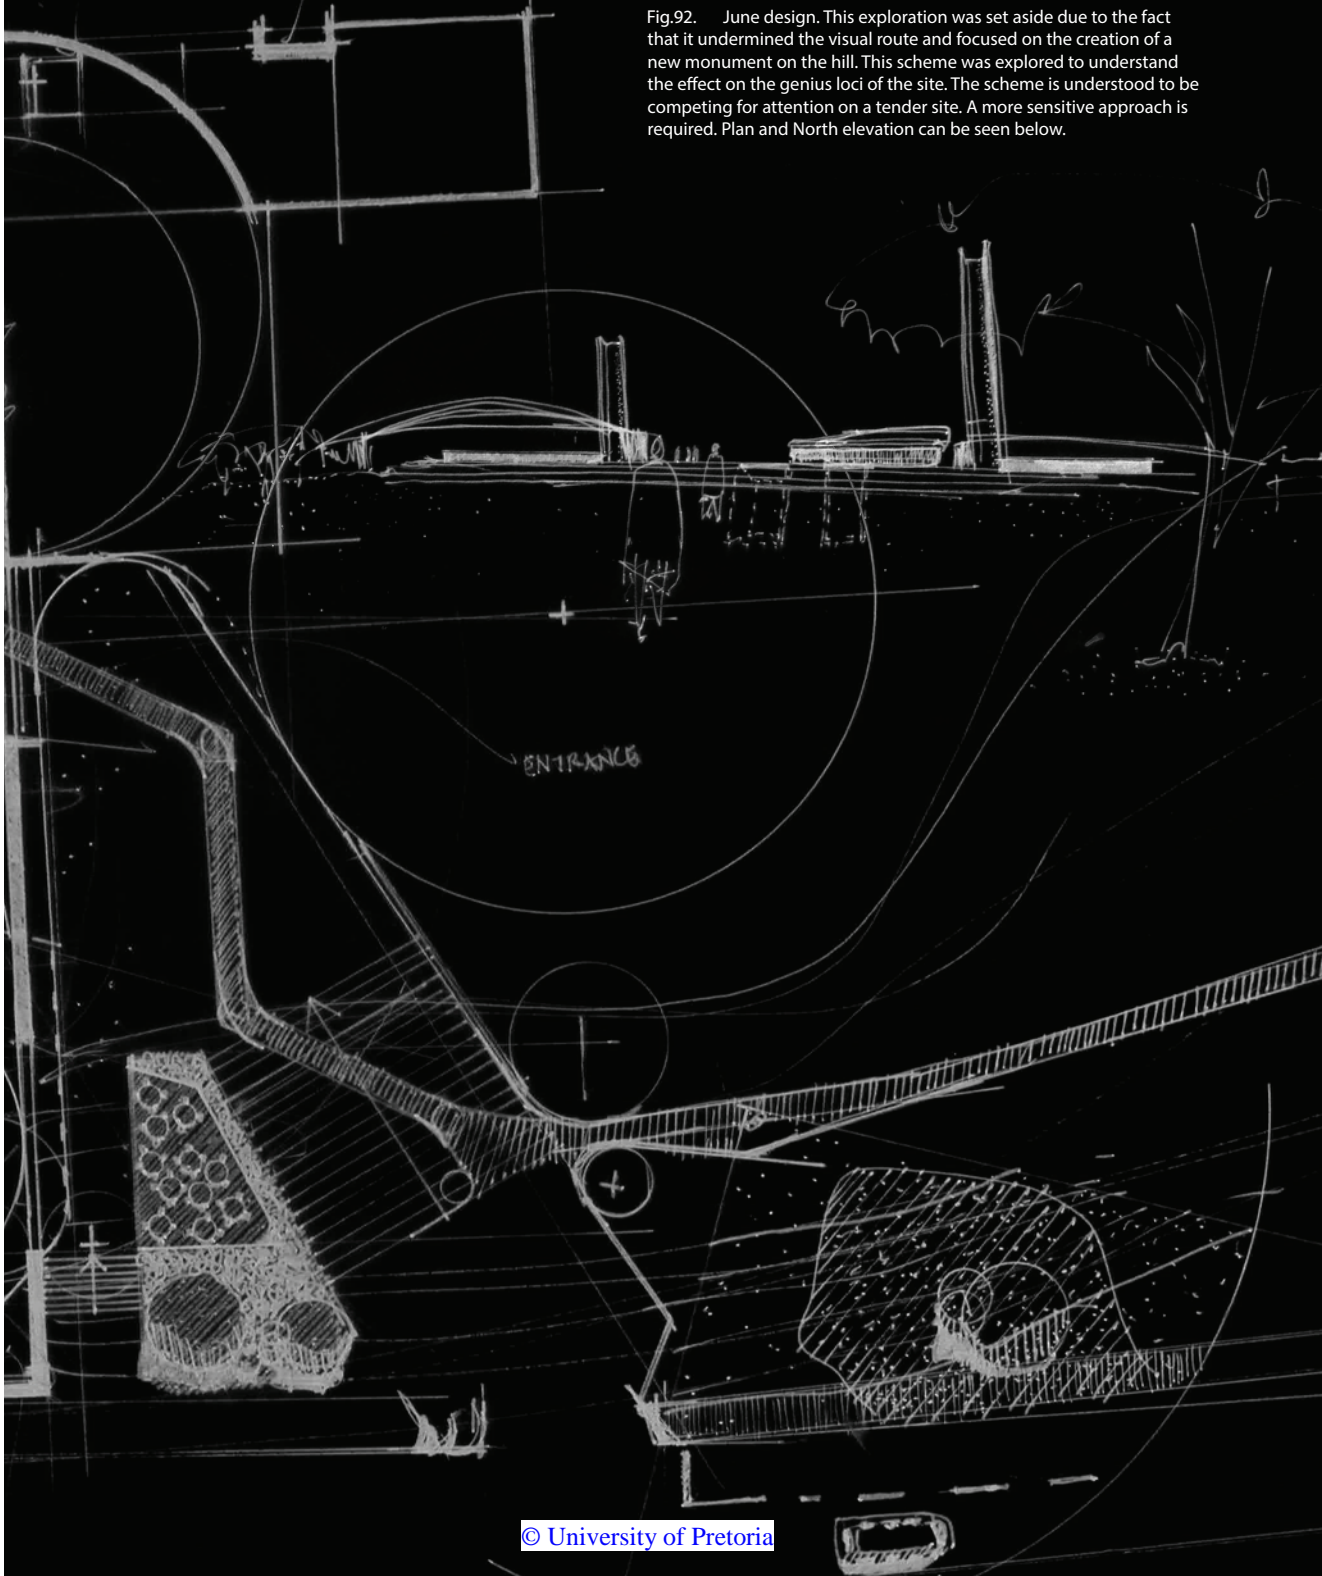 Fig.92. June design. This exploration was set aside due to the fact
that it undermined the visual route and focused on the creation of a
new monument on the hill. This scheme was explored to understand
the effect on the genius loci of the site. The scheme is understood to be
competing for attention on a tender site. A more sensitive approach is
required. Plan and North elevation can be seen below.
ENTRANCE
© University of Pretoria